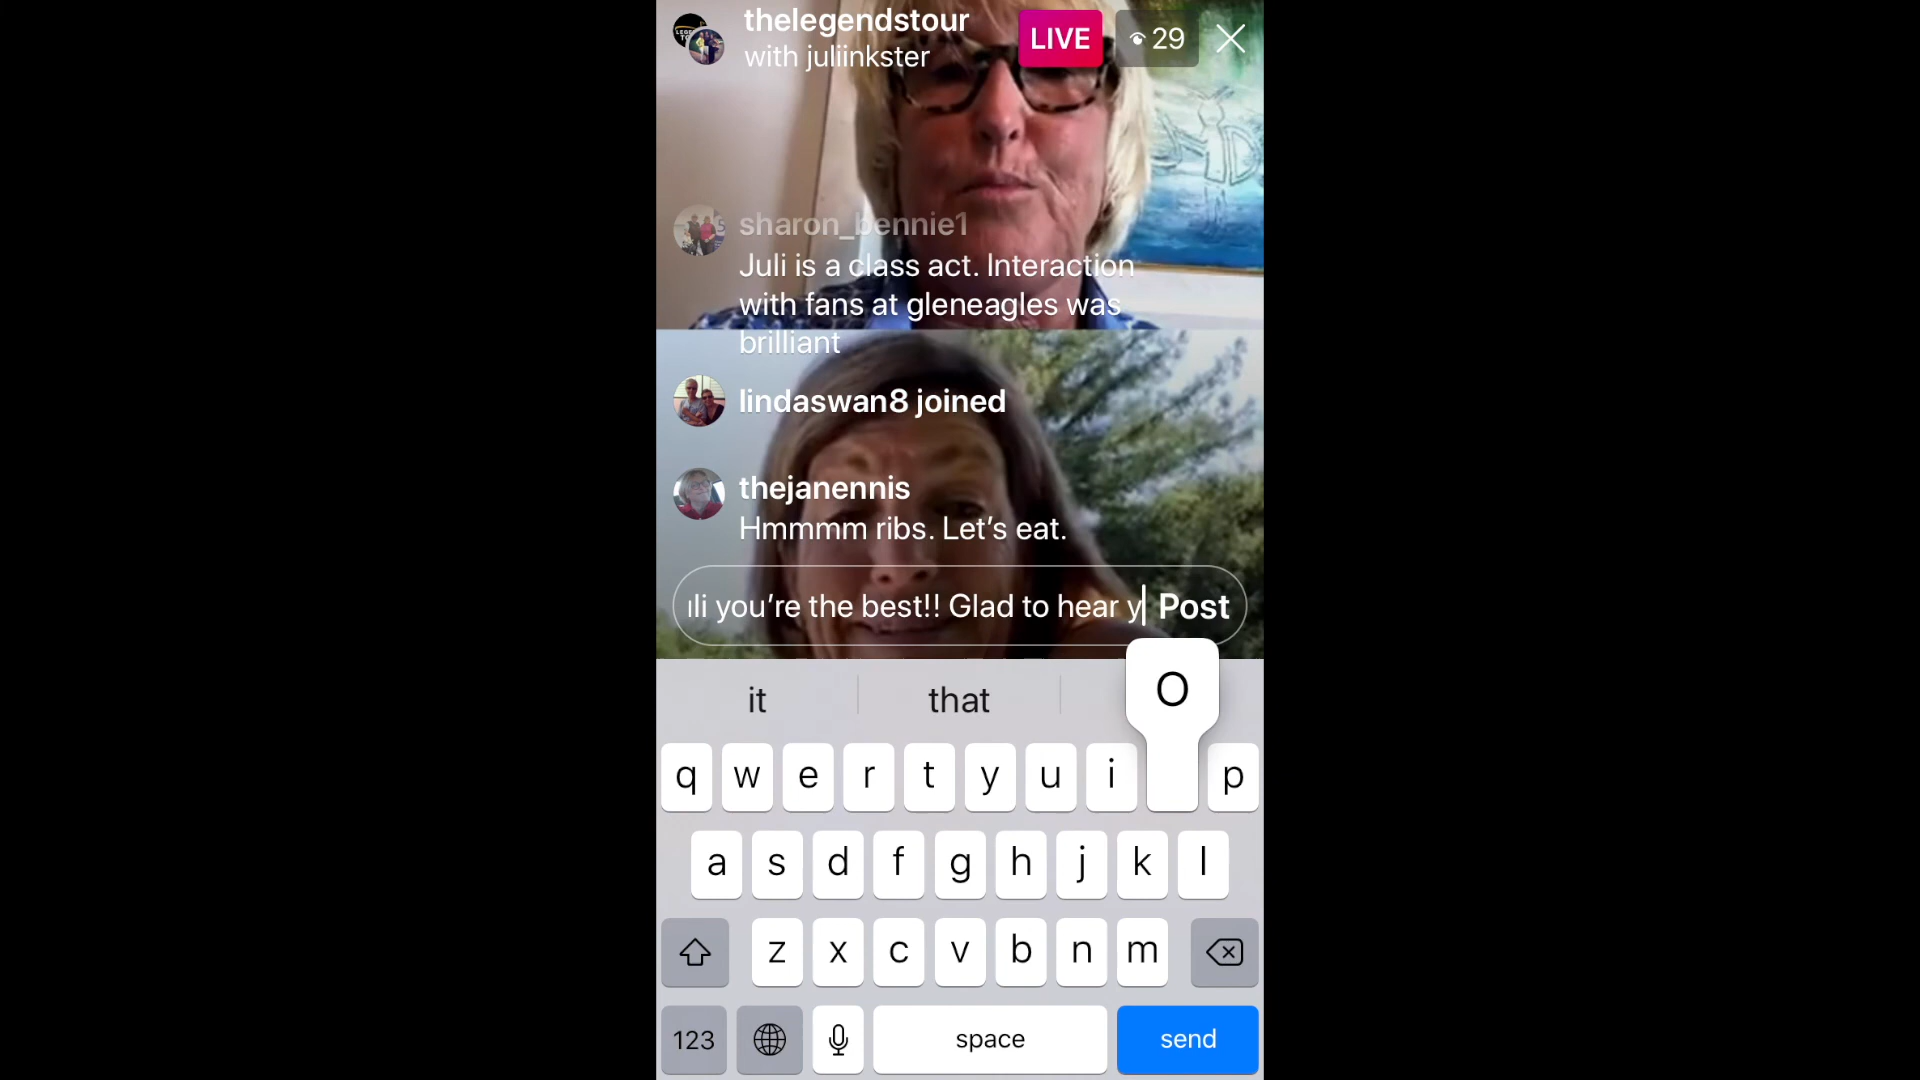 thelegendstour
with juliinkster
LIVE
29
sharon_bennie1
Juli is a class act. Interaction
with fans at gleneagles was
brilliant
lindaswan8 joined
thejanennis
Hmmmm ribs. Let’s eat.
you’re the best!! Glad to hear y
Post
it
that
O
q w e r t y u i p
a s d f g h j k l
z x c v b n m
123
space
send